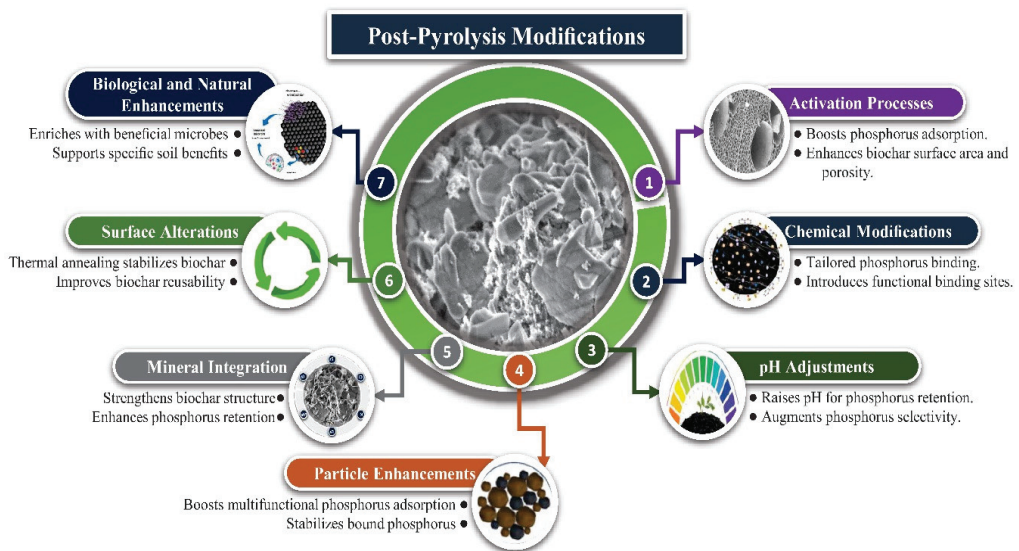 Post-Pyrolysis Modifications
1
Activation Processes
• Boosts phosphorus adsorption.
• Enhances biochar surface area and
porosity.
2
Chemical Modifications
• Tailored phosphorus binding.
• Introduces functional binding sites.
3
pH Adjustments
• Raises pH for phosphorus retention.
• Augments phosphorus selectivity.
4
Particle Enhancements
Boosts multifunctional phosphorus adsorption •
Stabilizes bound phosphorus •
5
Mineral Integration
Strengthens biochar structure •
Enhances phosphorus retention •
6
Surface Alterations
Thermal annealing stabilizes biochar •
Improves biochar reusability •
7
Biological and Natural
Enhancements
Enriches with beneficial microbes •
Supports specific soil benefits •